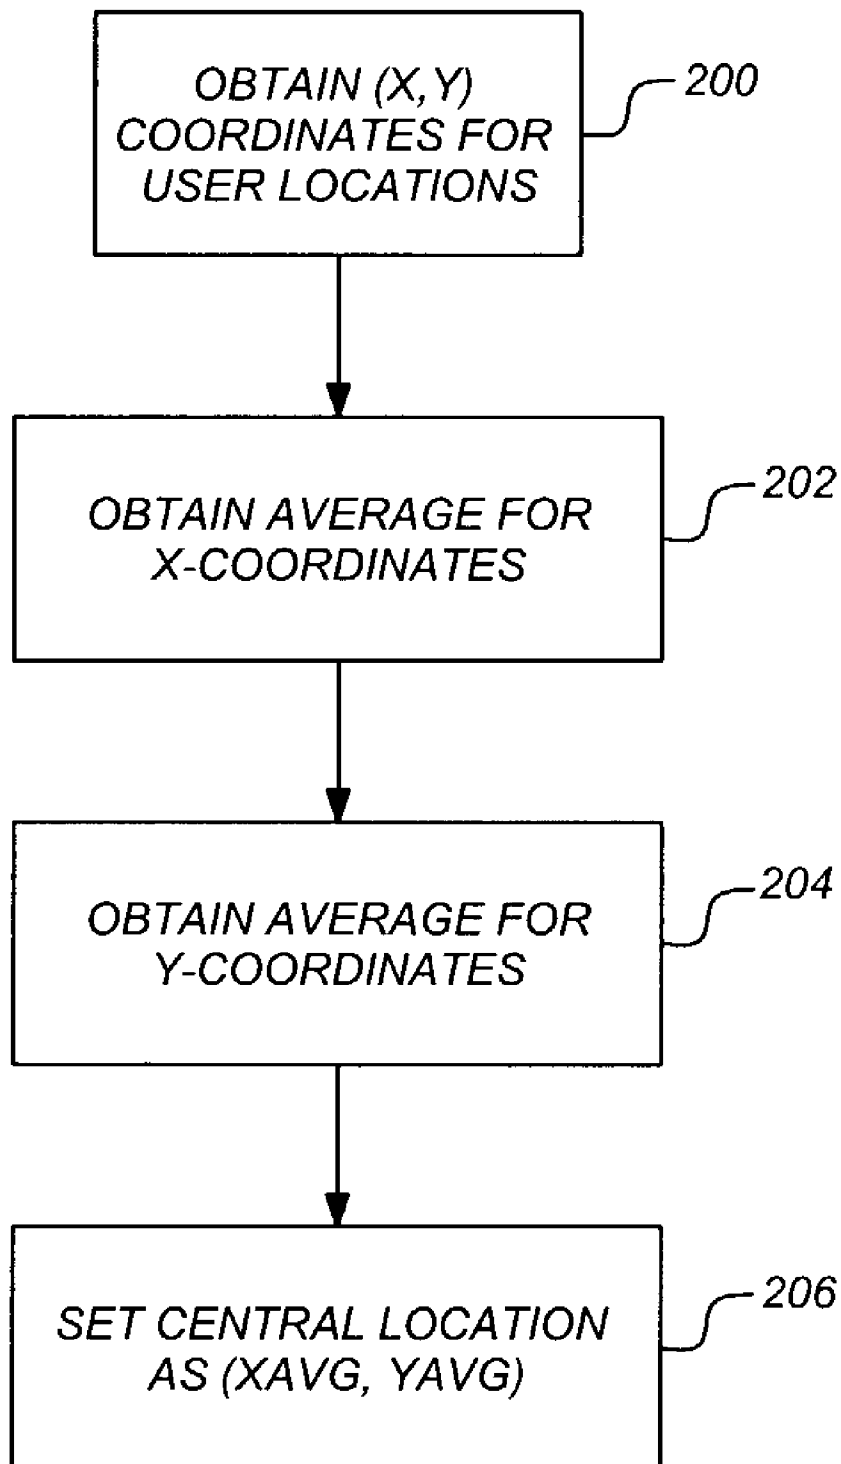 OBTAIN (X,Y)
COORDINATES FOR
USER LOCATIONS
200
OBTAIN AVERAGE FOR
X-COORDINATES
202
OBTAIN AVERAGE FOR
Y-COORDINATES
204
SET CENTRAL LOCATION
AS (XAVG, YAVG)
206